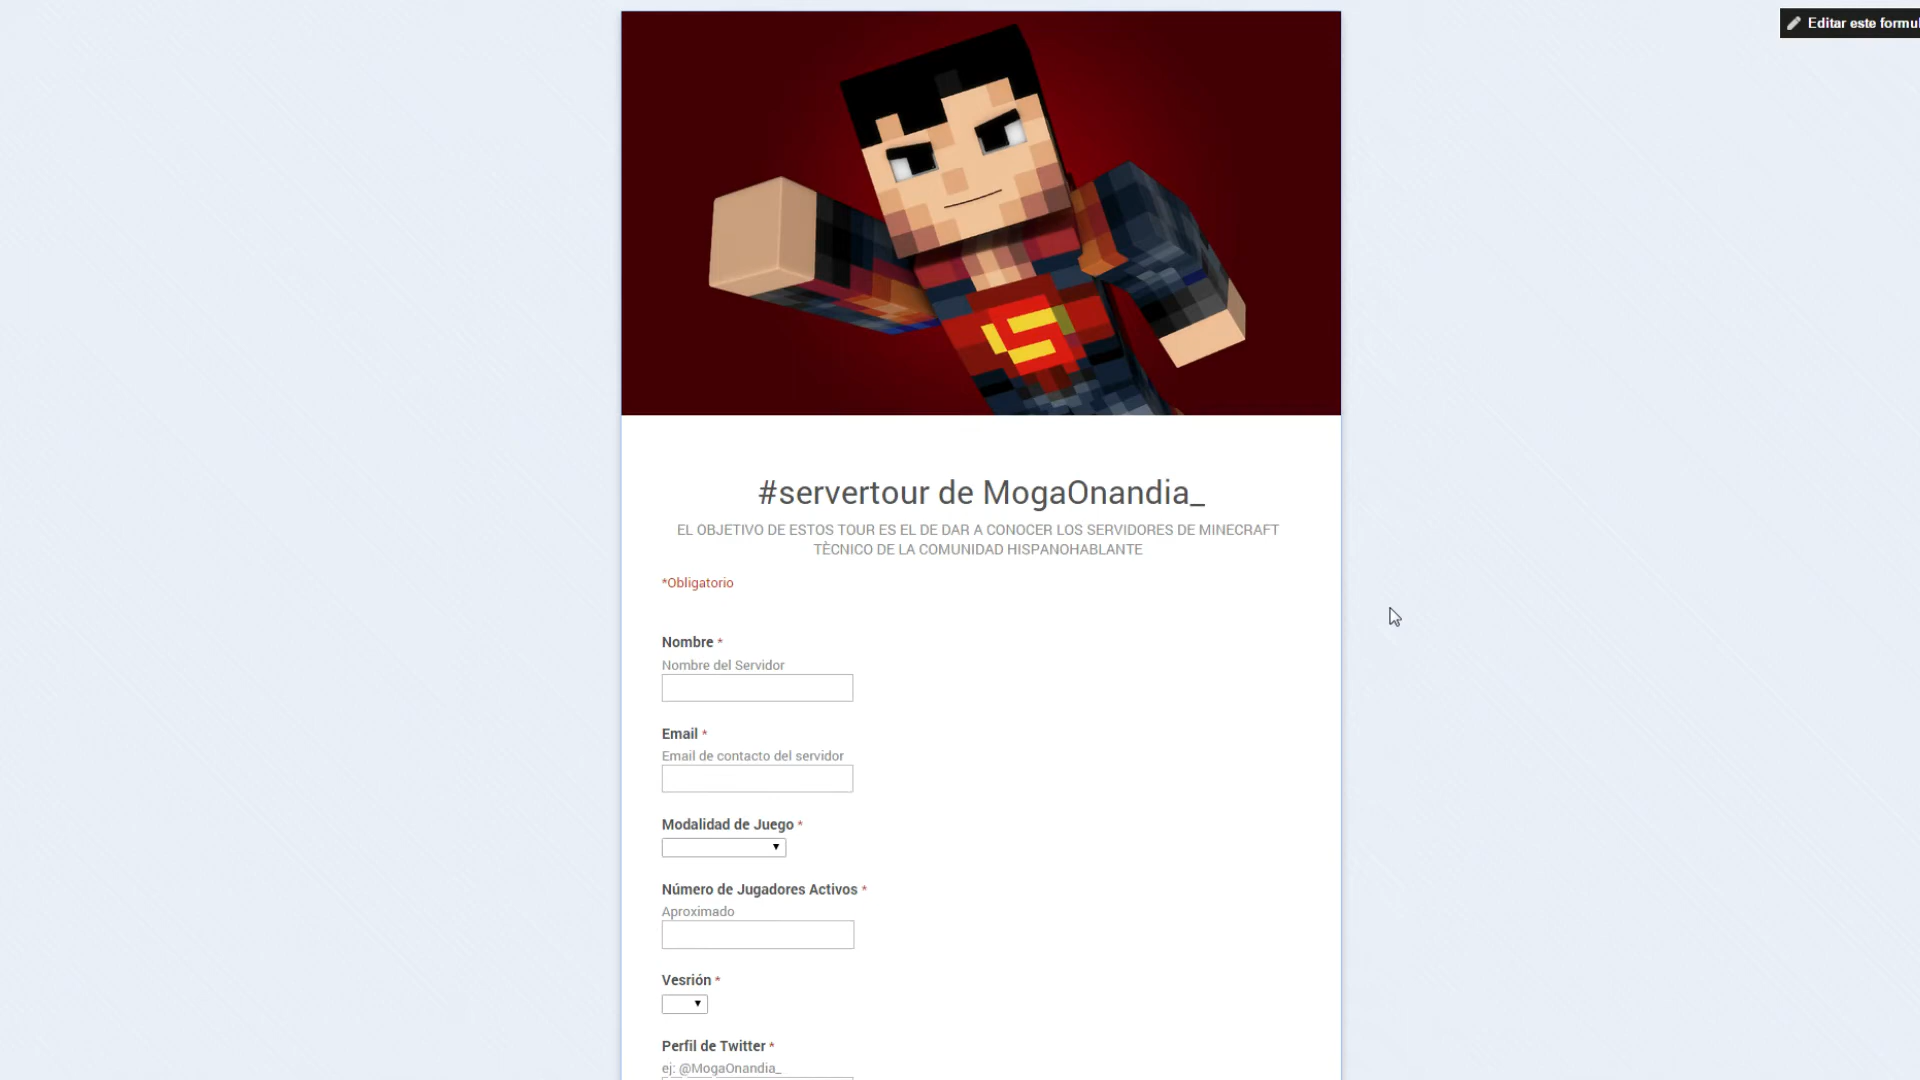 Editar este formul
#servertour de MogaOnandia_
EL OBJETIVO DE ESTOS TOUR ES EL DE DAR A CONOCER LOS SERVIDORES DE MINECRAFT
TÈCNICO DE LA COMUNIDAD HISPANOHABLANTE
*Obligatorio
Nombre *
Nombre del Servidor
Email *
Email de contacto del servidor
Modalidad de Juego *
Número de Jugadores Activos *
Aproximado
Vesrión *
Perfil de Twitter *
ej: @MogaOnandia_